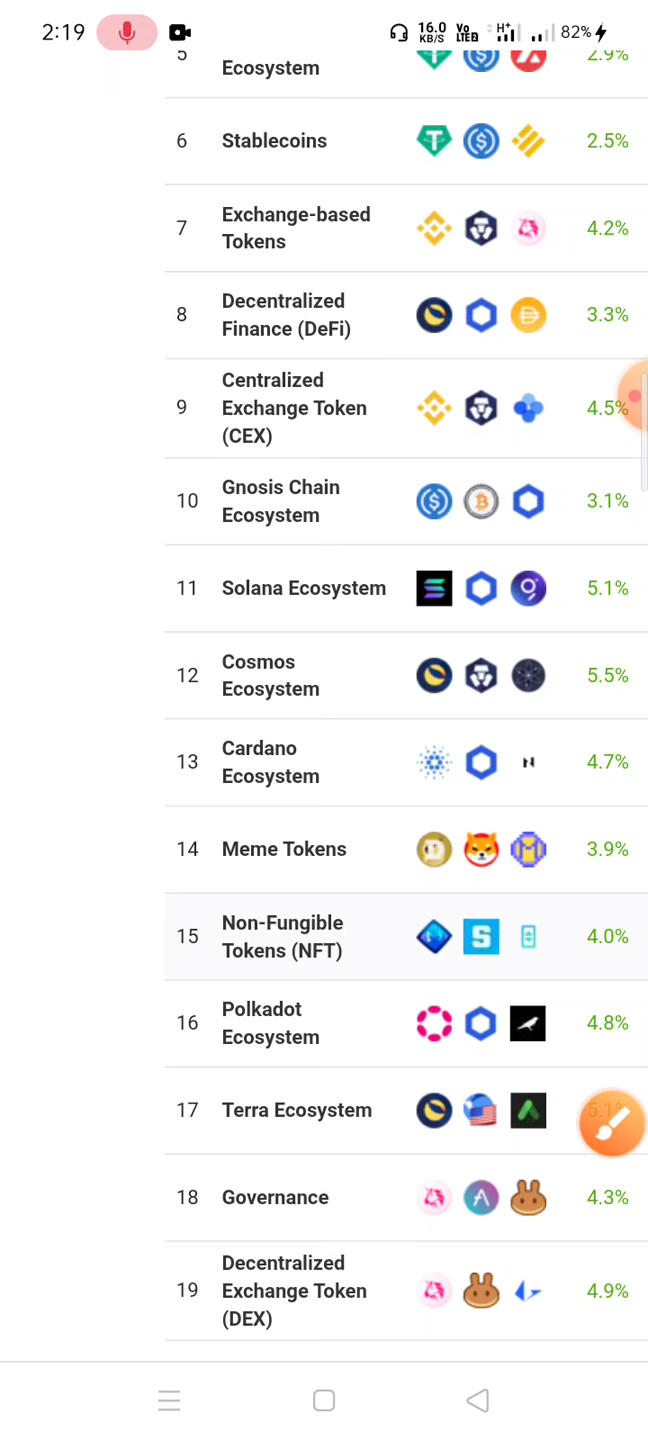 2:19
16.0 KB/S
Vo LTE2
H+
82%
5
Ecosystem
2.9%
6 Stablecoins 2.5%
7 Exchange-based
Tokens
4.2%
8 Decentralized
Finance (DeFi)
3.3%
9 Centralized
Exchange Token
(CEX)
4.5%
10 Gnosis Chain
Ecosystem
3.1%
11 Solana Ecosystem 5.1%
12 Cosmos
Ecosystem
5.5%
13 Cardano
Ecosystem
4.7%
14 Meme Tokens 3.9%
15 Non-Fungible
Tokens (NFT)
4.0%
16 Polkadot
Ecosystem
4.8%
17 Terra Ecosystem 5.1%
18 Governance 4.3%
19 Decentralized
Exchange Token
(DEX)
4.9%